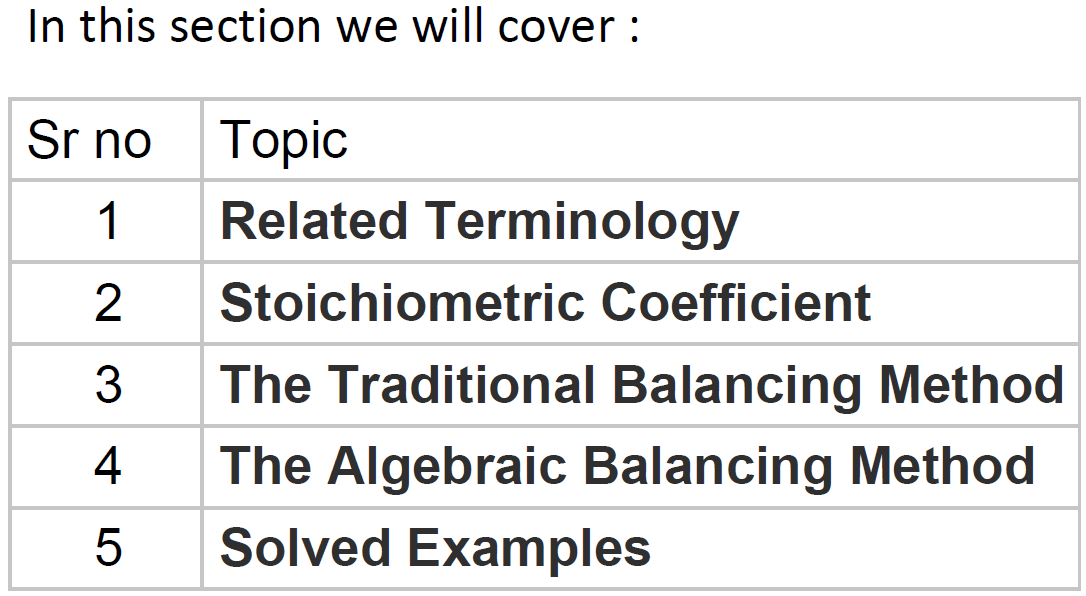 In this section we will cover :
Sr no Topic
1 Related Terminology
2 Stoichiometric Coefficient
3 The Traditional Balancing Method
4 The Algebraic Balancing Method
5 Solved Examples